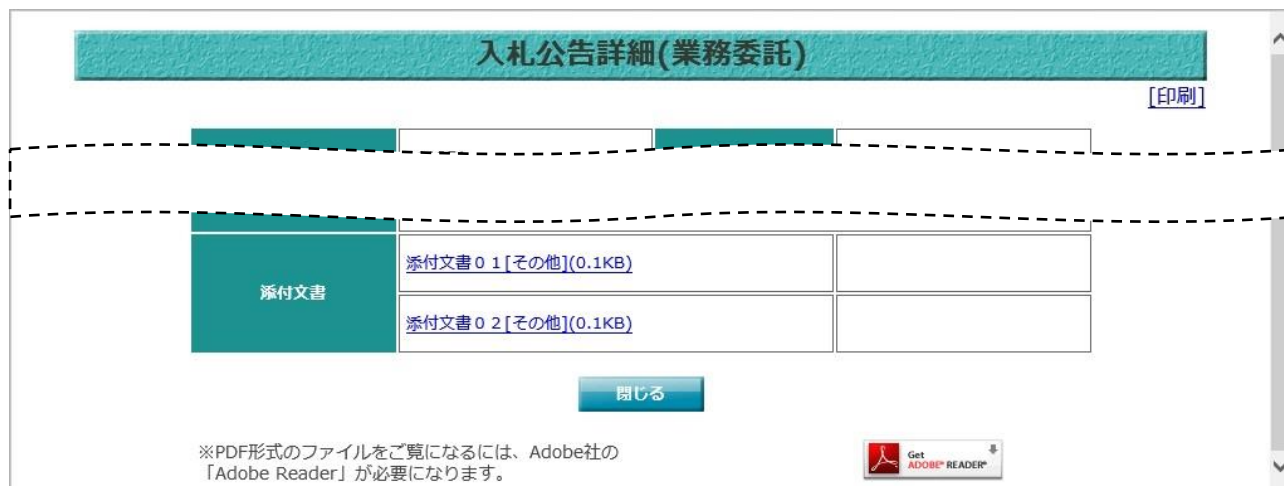 入札公告詳細(業務委託)
[印刷]
添付文書
添付文書０１[その他](0.1KB)
添付文書０２[その他](0.1KB)
閉じる
※PDF形式のファイルをご覧になるには、Adobe社の
「Adobe Reader」が必要になります。
Get
ADOBE® READER®